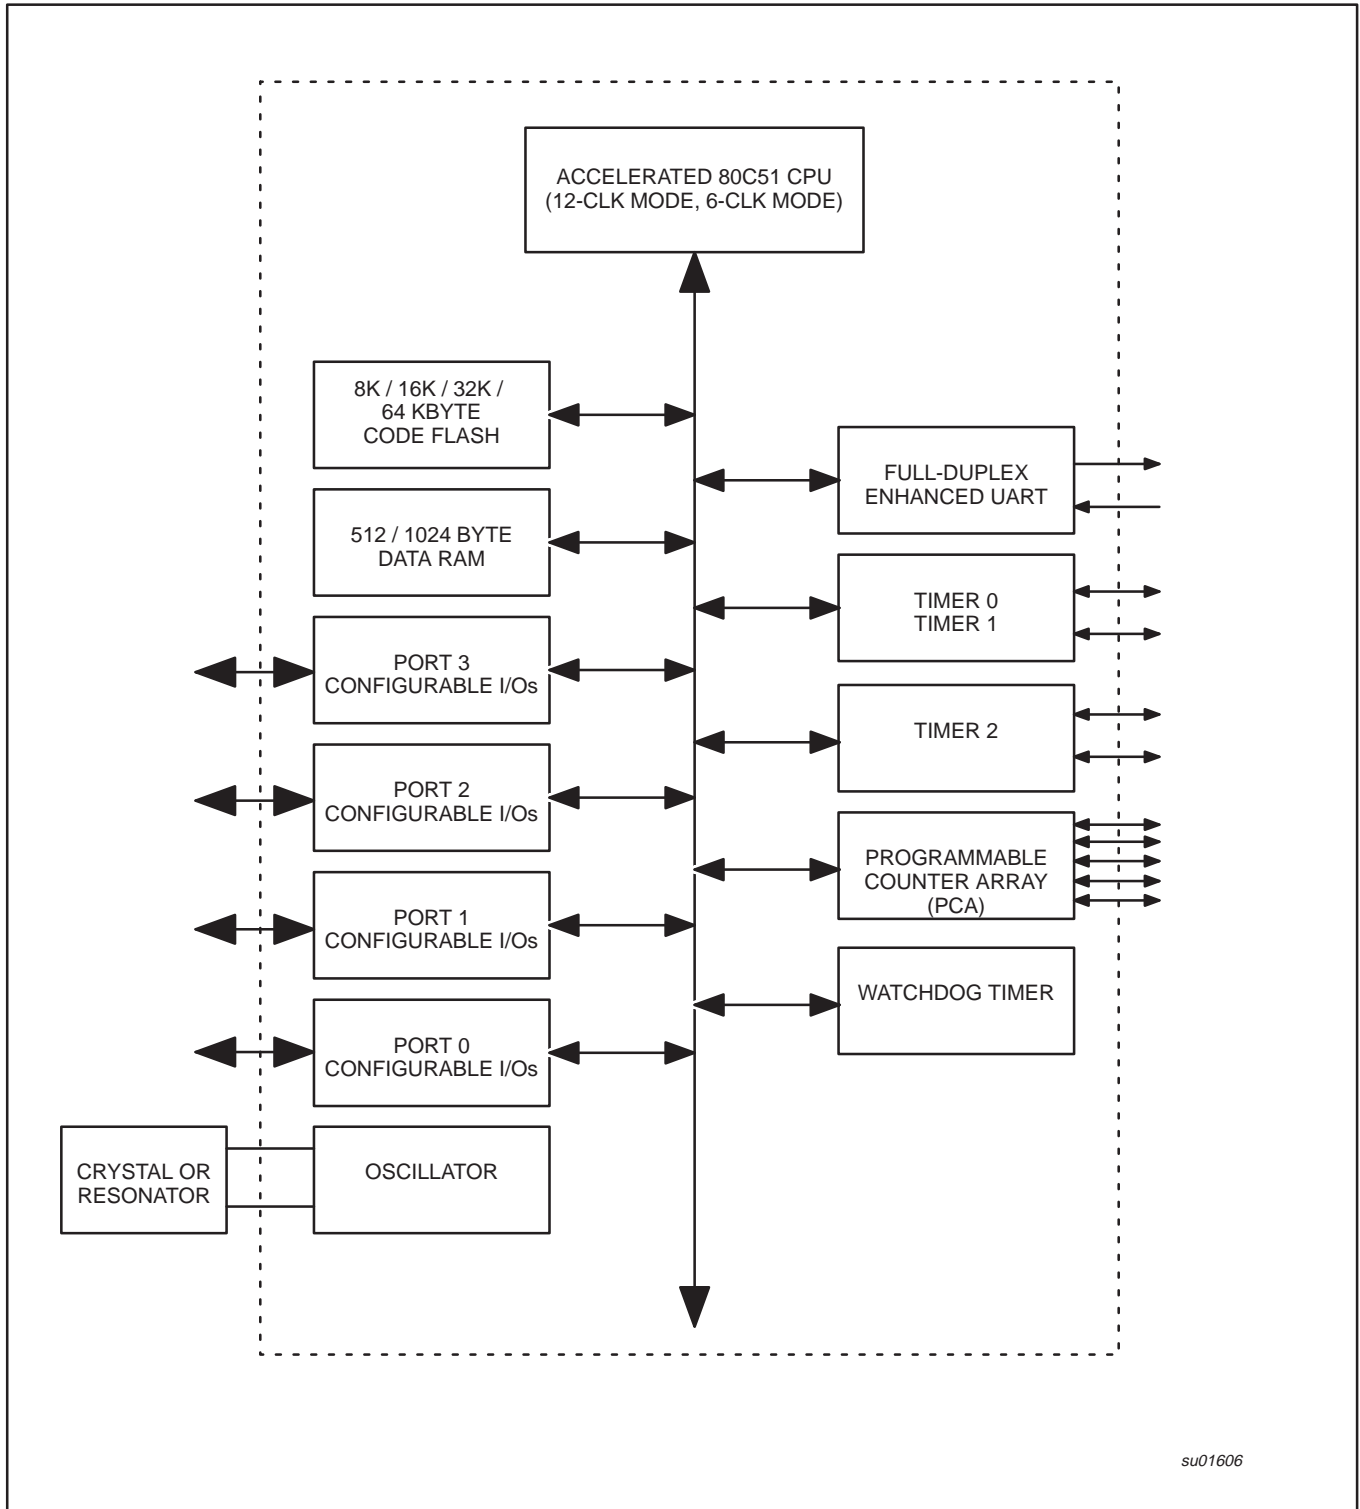 ACCELERATED 80C51 CPU
(12-CLK MODE, 6-CLK MODE)
8K / 16K / 32K /
64 KBYTE
CODE FLASH
512 / 1024 BYTE
DATA RAM
PORT 3
CONFIGURABLE I/Os
PORT 2
CONFIGURABLE I/Os
PORT 1
CONFIGURABLE I/Os
PORT 0
CONFIGURABLE I/Os
CRYSTAL OR
RESONATOR
OSCILLATOR
FULL-DUPLEX
ENHANCED UART
TIMER 0
TIMER 1
TIMER 2
PROGRAMMABLE
COUNTER ARRAY
(PCA)
WATCHDOG TIMER
su01606